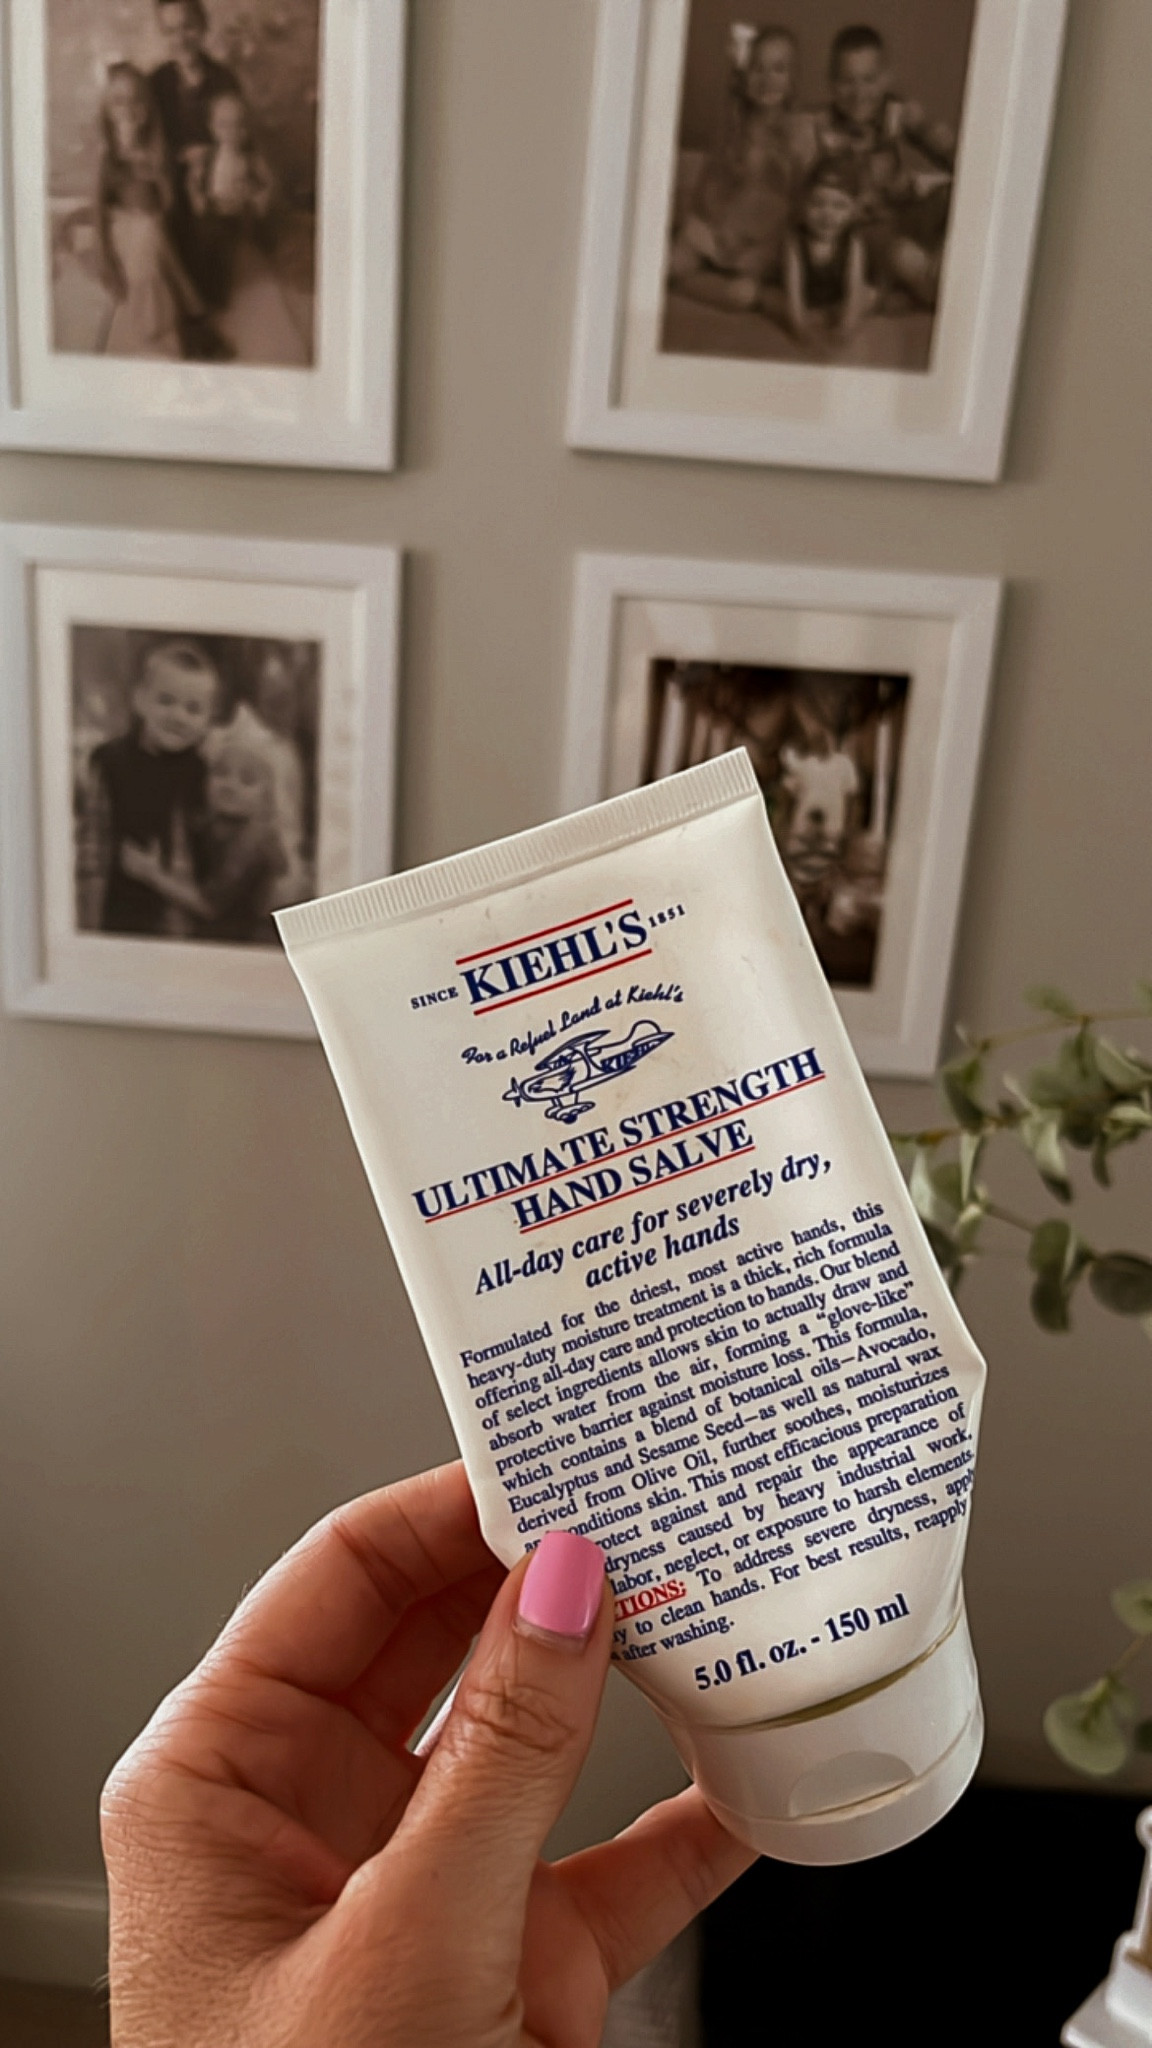 SINCE KIEHL'S 1851
For a Refuel Land at Kiehl's
KIEHL'S
ULTIMATE STRENGTH
HAND SALVE
All-day care for severely dry,
active hands
Formulated for the driest, most active hands, this
heavy-duty moisture treatment is a thick, rich formula
offering all-day care and protection to hands. Our blend
of select ingredients allows skin to actually draw and
absorb water from the air, forming a “glove-like”
protective barrier against moisture loss. This formula,
which contains a blend of botanical oils—Avocado,
Eucalyptus and Sesame Seed—as well as natural wax
derived from Olive Oil, further soothes, moisturizes
conditions skin. This most efficacious preparation
rotect against and repair the appearance of
dryness caused by heavy industrial work,
labor, neglect, or exposure to harsh elements.
TIONS: To address severe dryness, apply
to clean hands. For best results, reapply
after washing.
5.0 fl. oz. - 150 ml